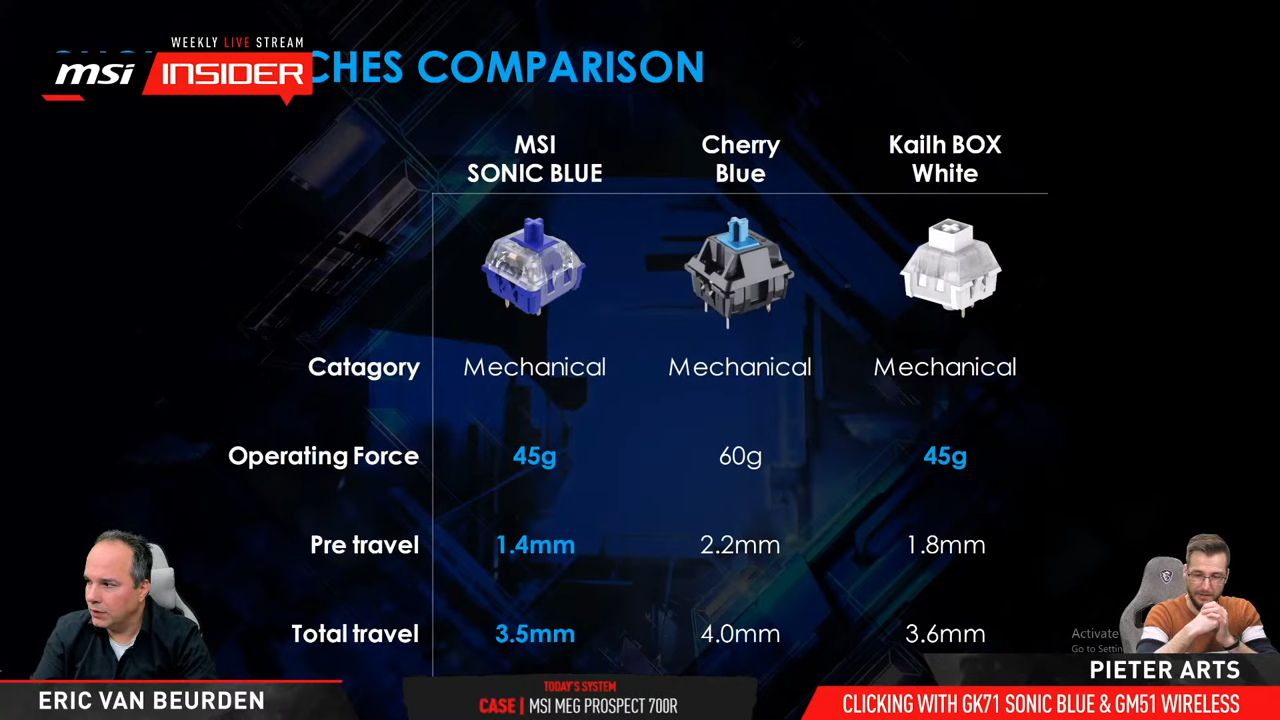 WEEKLY LIVE STREAM
msi INSIDER
CHES COMPARISON
MSI
SONIC BLUE
Cherry
Blue
Kailh BOX
White
Catagory Mechanical Mechanical Mechanical
Operating Force 45g 60g 45g
Pre travel 1.4mm 2.2mm 1.8mm
Total travel 3.5mm 4.0mm 3.6mm
Activate
Go to Settin
ERIC VAN BEURDEN
TODAY'S SYSTEM
CASE | MSI MEG PROSPECT 700R
PIETER ARTS
CLICKING WITH GK71 SONIC BLUE & GM51 WIRELESS